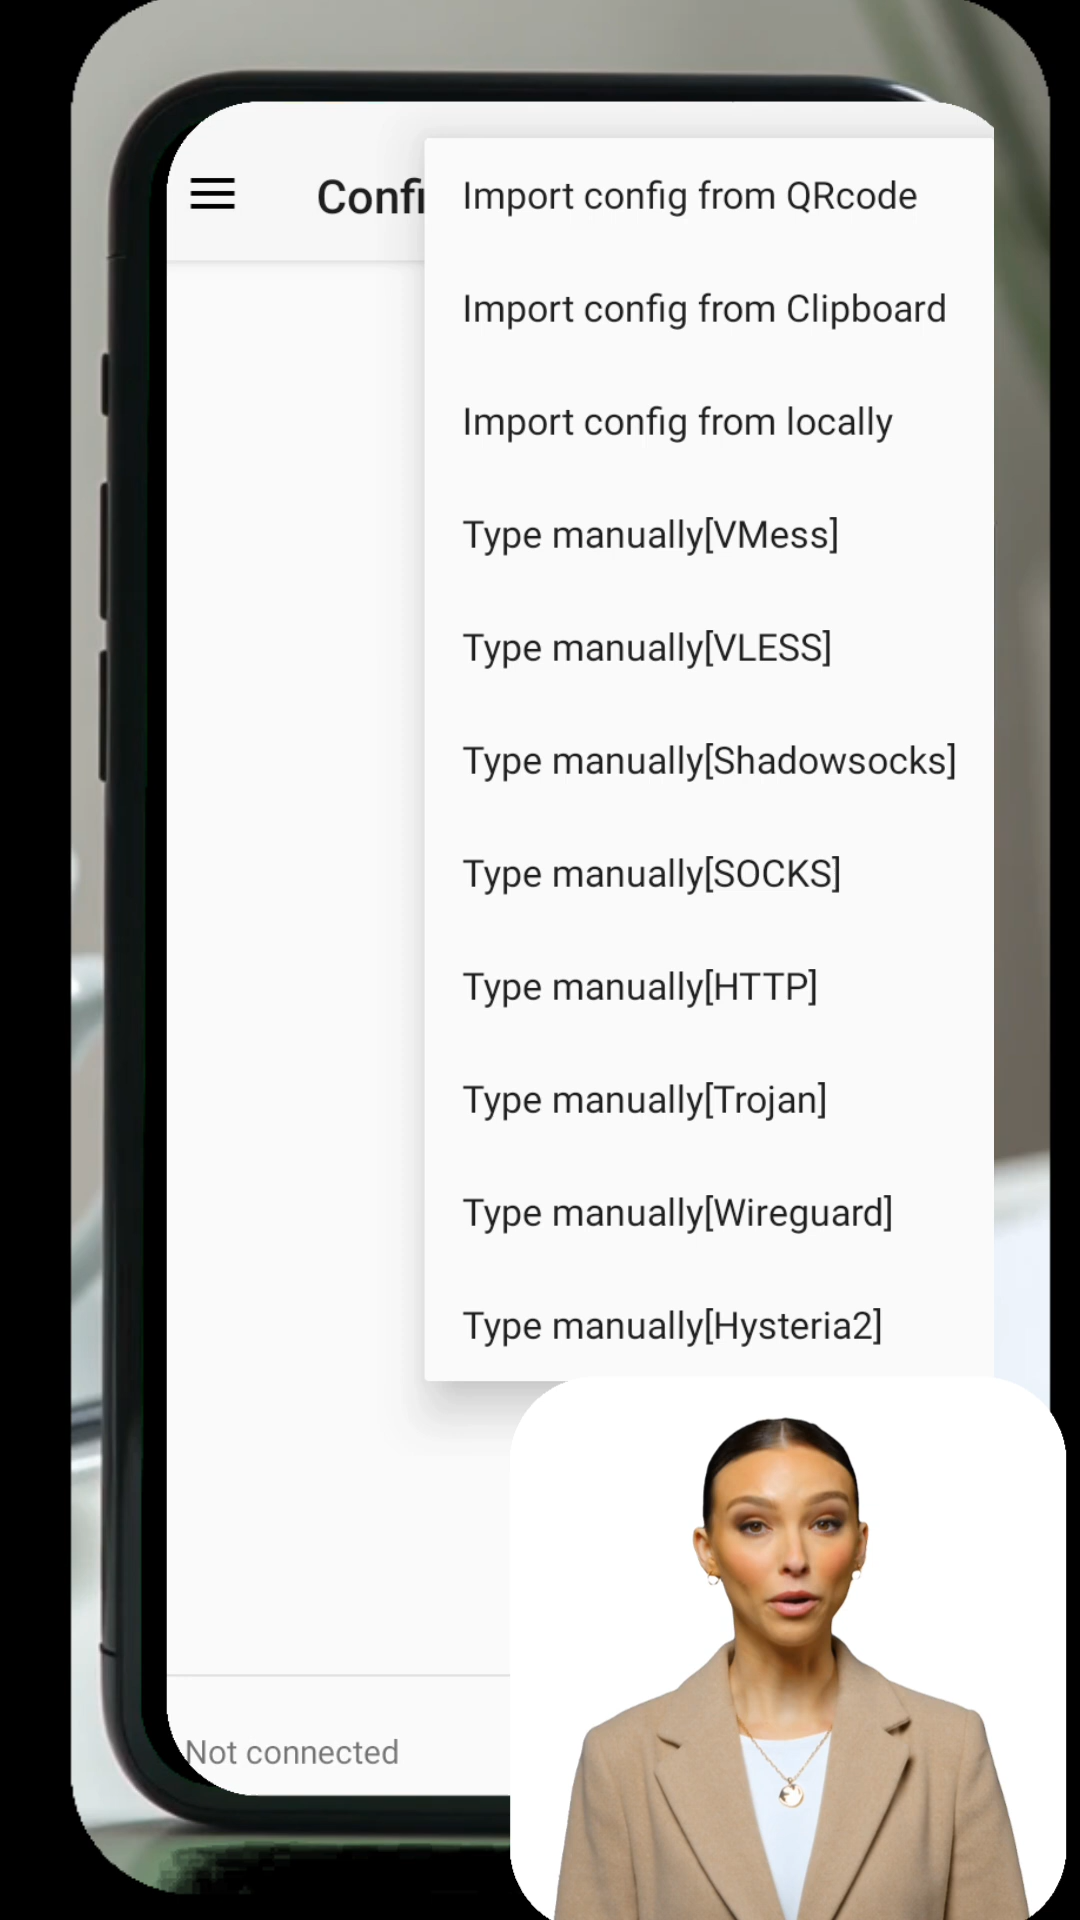 Confi
Import config from QRcode
Import config from Clipboard
Import config from locally
Type manually[VMess]
Type manually[VLESS]
Type manually[Shadowsocks]
Type manually[SOCKS]
Type manually[HTTP]
Type manually[Trojan]
Type manually[Wireguard]
Type manually[Hysteria2]
Not connected